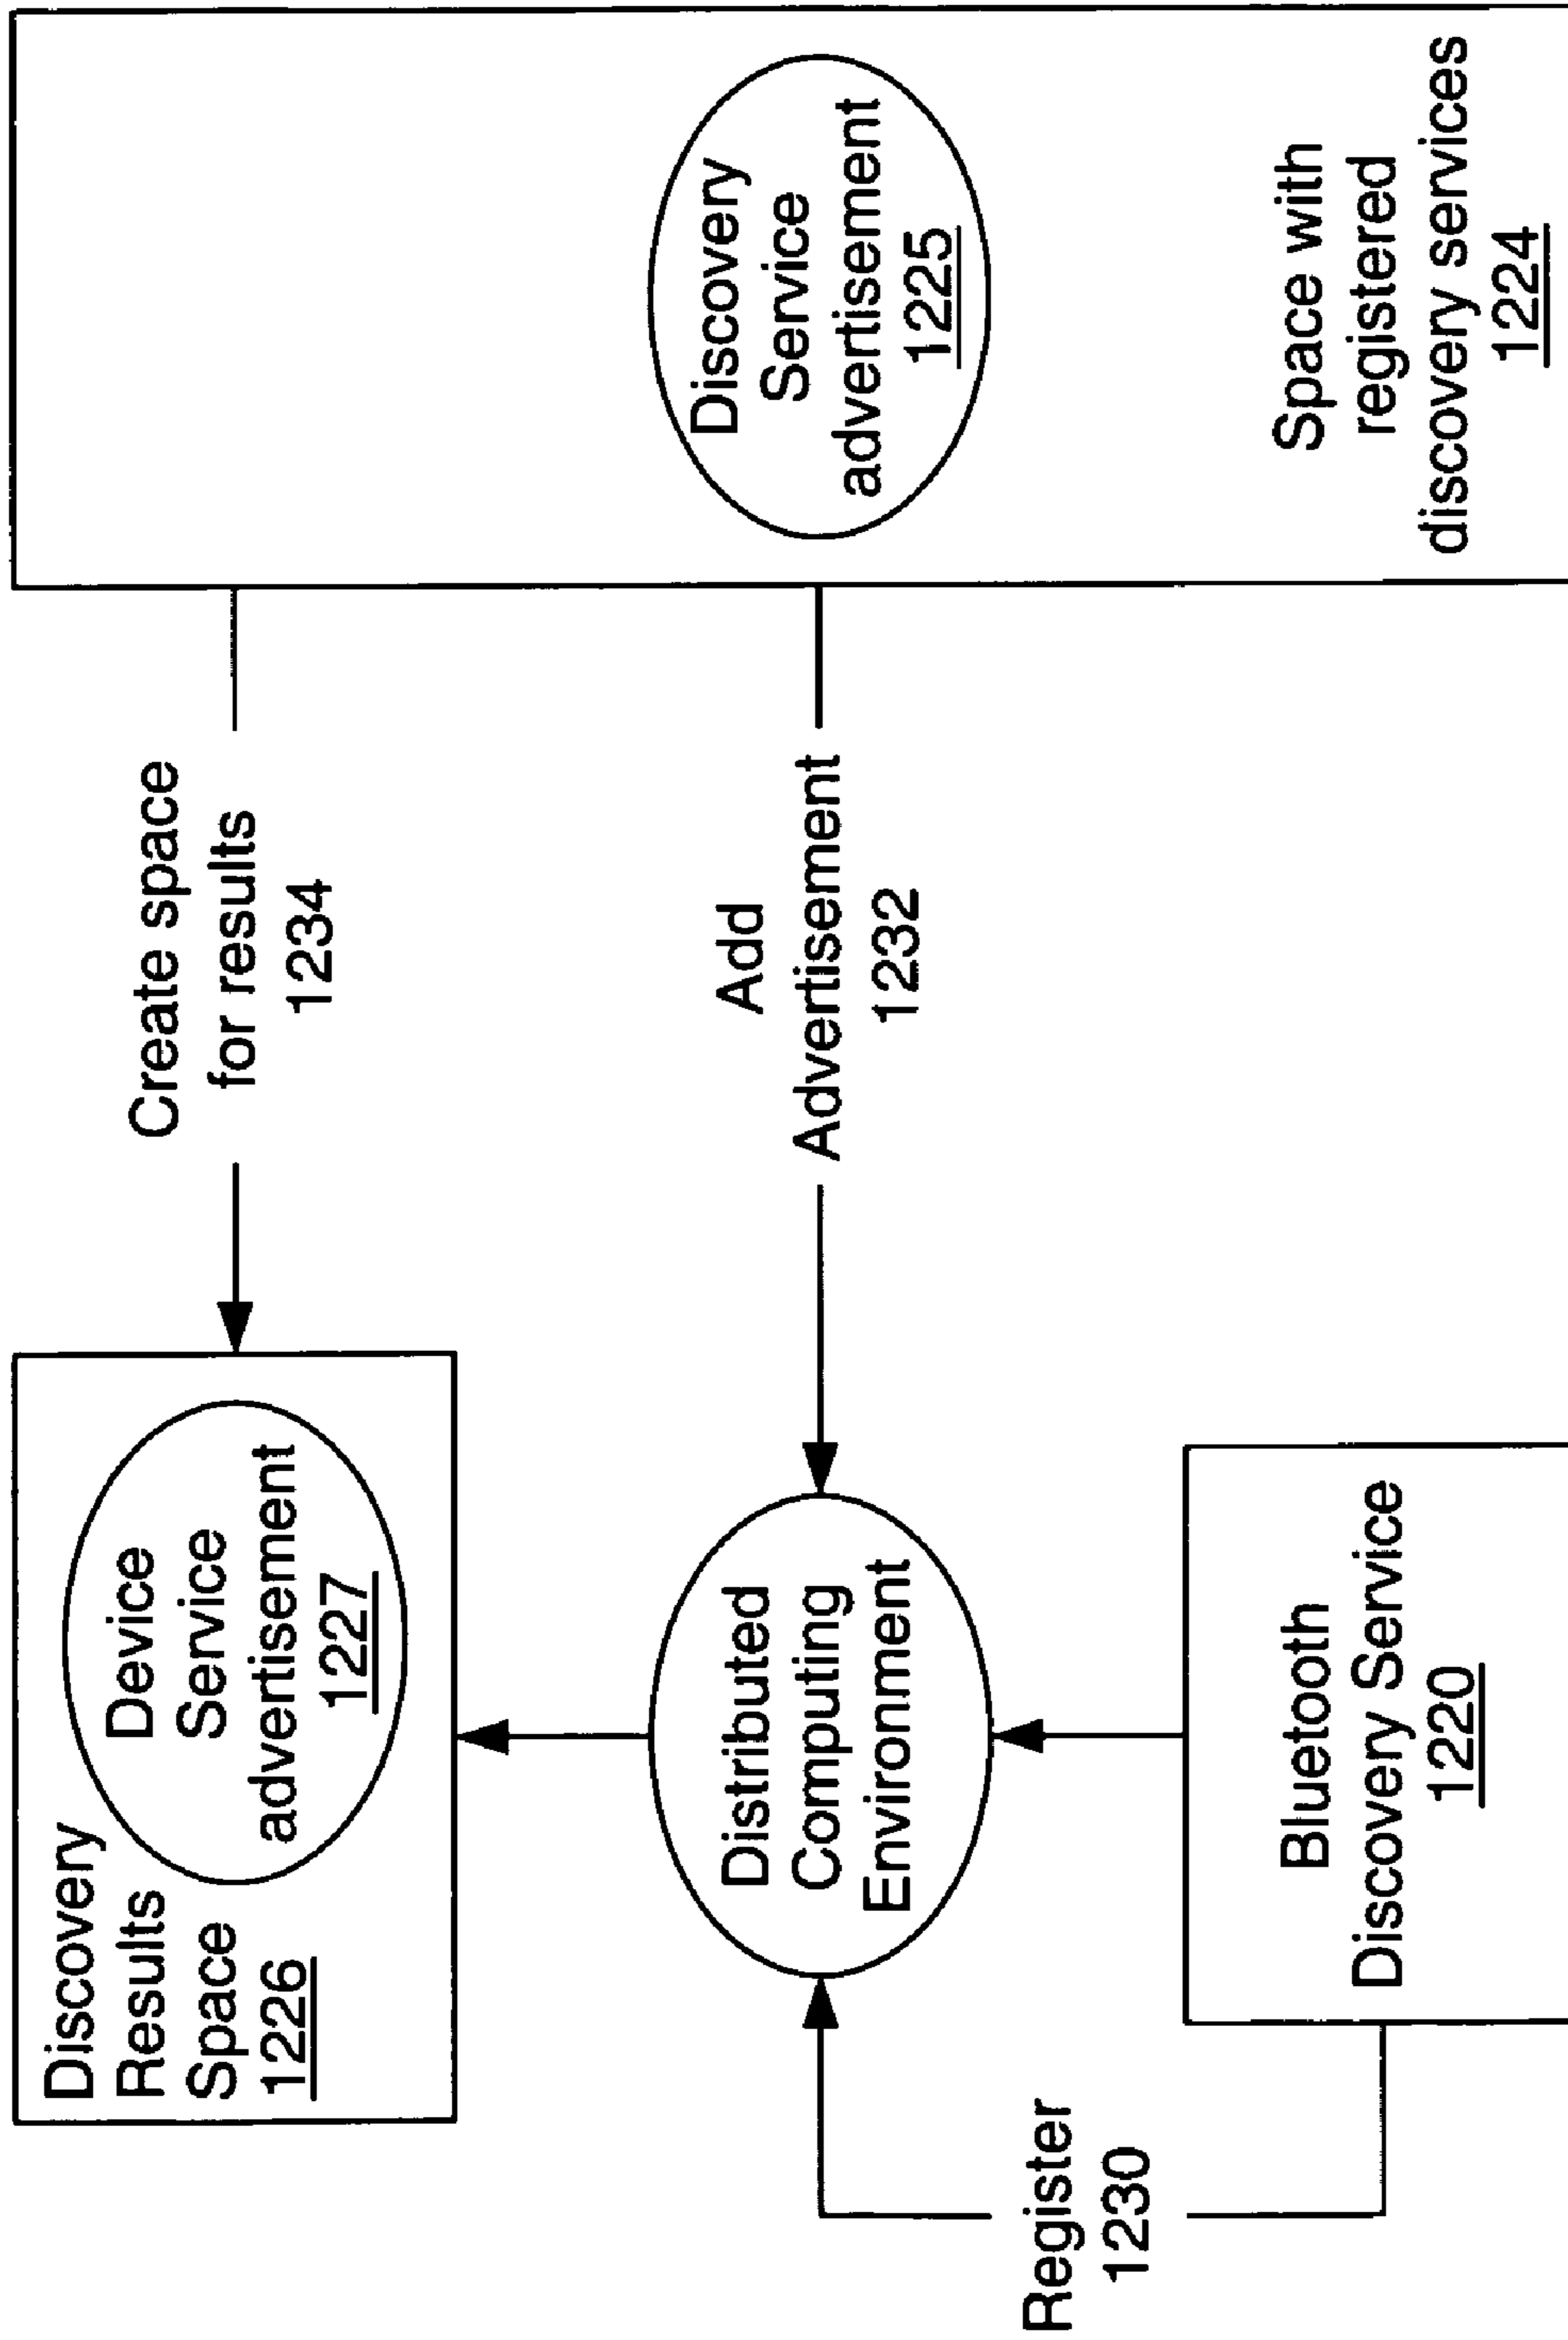 Discovery
Results
Space
1226
Device
Service
advertisement
1227
Create space
for results
1234
Distributed
Computing
Environment
Add
Advertisement
1232
Discovery
Service
advertisement
1225
Register
1230
Bluetooth
Discovery Service
1220
Space with
registered
discovery services
1224